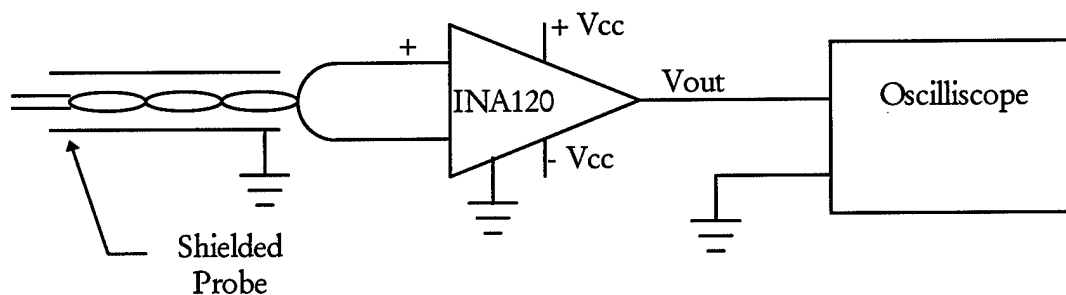 + Vcc
+
INA120
Vout
Oscilliscope
- Vcc
Shielded
Probe